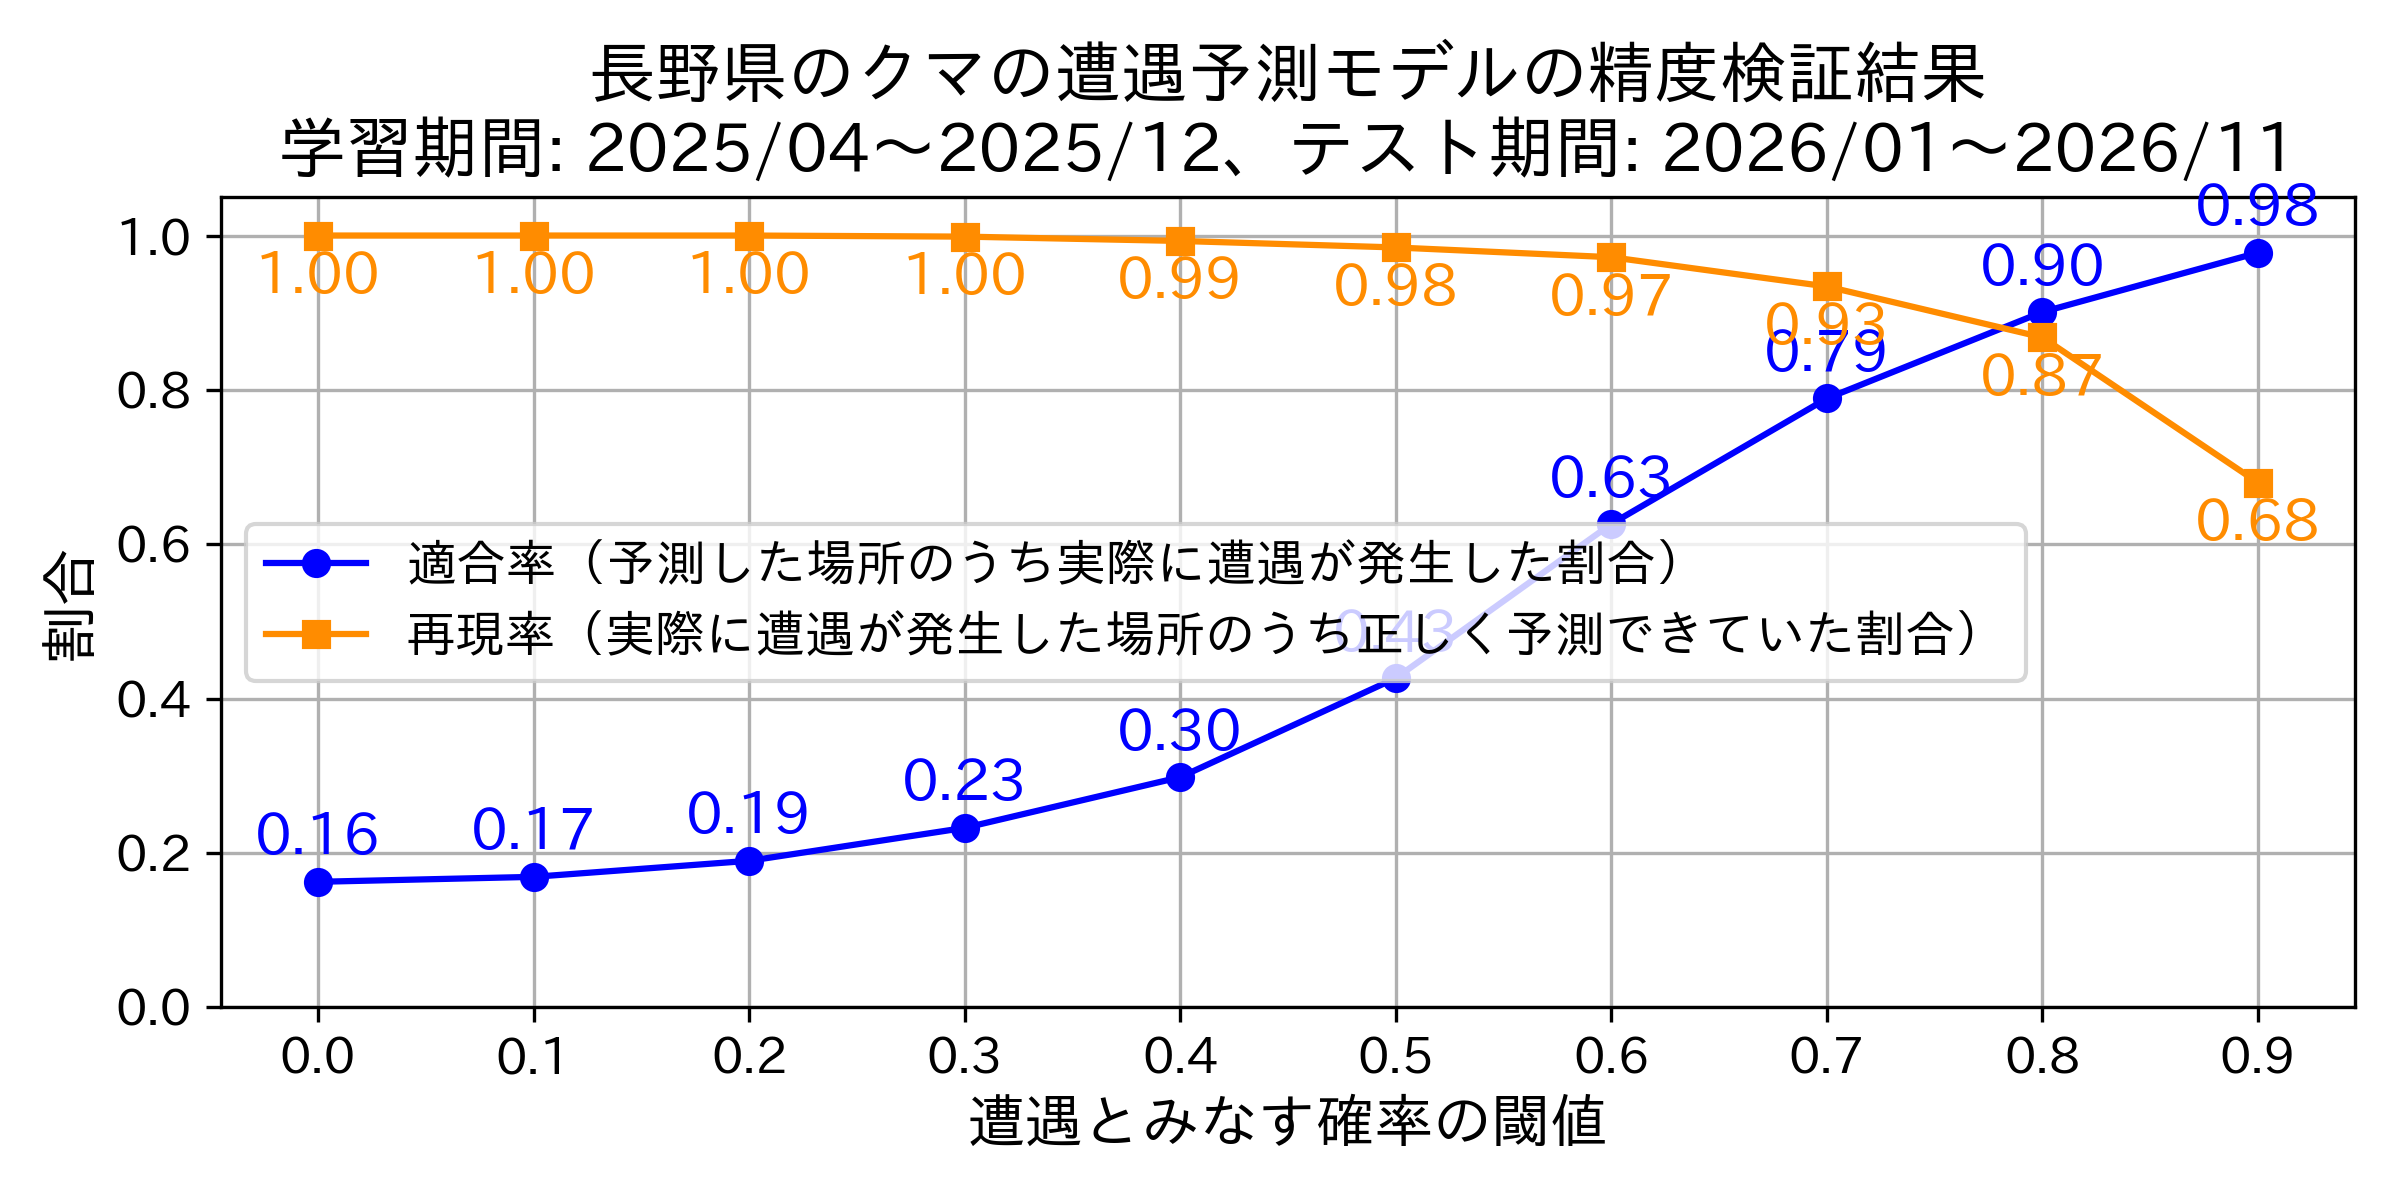 長野県のクマの遭遇予測モデルの精度検証結果
学習期間: 2025/04～2025/12、テスト期間: 2026/01～2026/11
1.0
0.8
0.6
0.4
0.2
0.0
割合
1.00 1.00 1.00 1.00 0.99 0.98 0.97 0.93 0.87 0.68
0.16 0.17 0.19 0.23 0.30 0.43 0.63 0.79 0.90 0.98
適合率（予測した場所のうち実際に遭遇が発生した割合）
再現率（実際に遭遇が発生した場所のうち正しく予測できていた割合）
0.0 0.1 0.2 0.3 0.4 0.5 0.6 0.7 0.8 0.9
遭遇とみなす確率の閾値